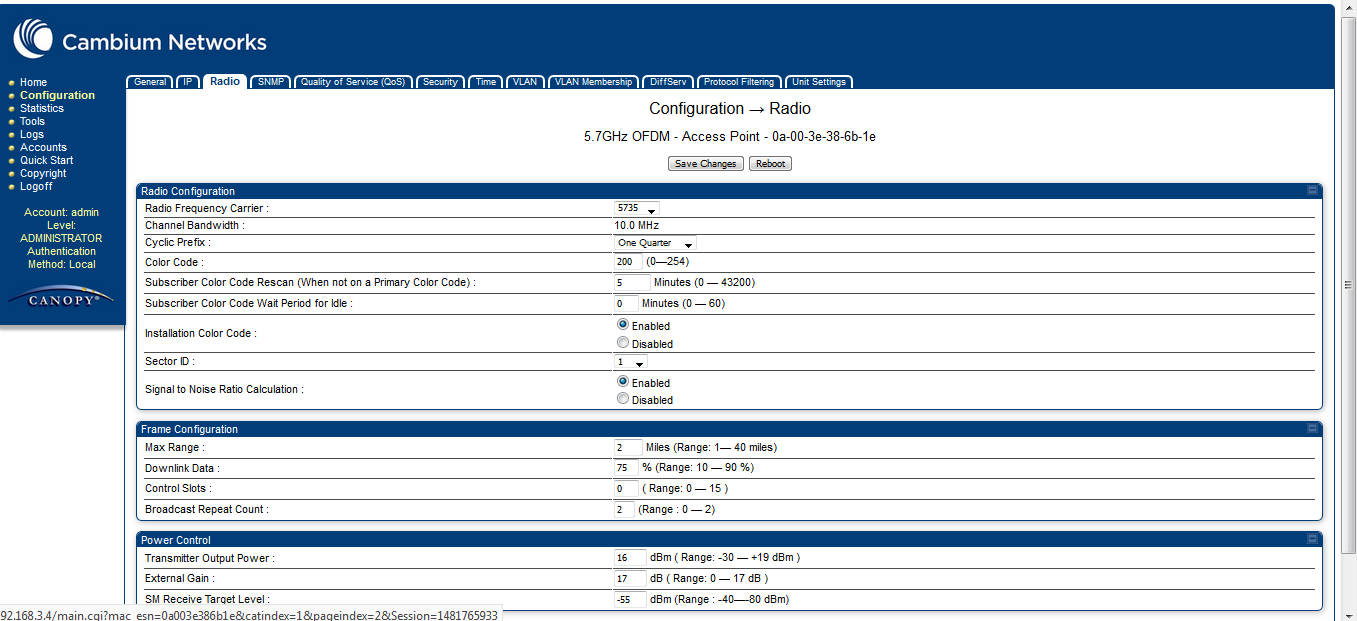 Cambium Networks
Home
Configuration
Statistics
Tools
Logs
Accounts
Quick Start
Copyright
Logoff
Account: admin
Level:
ADMINISTRATOR
Authentication
Method: Local
CANOPY
General IP Radio SNMP Quality of Service (QoS) Security Time VLAN VLAN Membership DiffServ Protocol Filtering Unit Settings
Configuration → Radio
5.7GHz OFDM - Access Point - 0a-00-3e-38-6b-1e
Save Changes Reboot
Radio Configuration
Radio Frequency Carrier : 5735
Channel Bandwidth : 10.0 MHz
Cyclic Prefix : One Quarter
Color Code : 200 (0—254)
Subscriber Color Code Rescan (When not on a Primary Color Code) : 5 Minutes (0 — 43200)
Subscriber Color Code Wait Period for Idle : 0 Minutes (0 — 60)
Installation Color Code : Enabled
Disabled
Sector ID : 1
Signal to Noise Ratio Calculation : Enabled
Disabled
Frame Configuration
Max Range : 2 Miles (Range: 1— 40 miles)
Downlink Data : 75 % (Range: 10 — 90 %)
Control Slots : 0 ( Range: 0 — 15 )
Broadcast Repeat Count : 2 (Range : 0 — 2)
Power Control
Transmitter Output Power : 16 dBm ( Range: -30 — +19 dBm )
External Gain : 17 dB ( Range: 0 — 17 dB )
SM Receive Target Level : -55 dBm (Range : -40—-80 dBm)
92.168.3.4/main.cgi?mac_esn=0a003e386b1e&catindex=1&pageindex=2&Session=1481765933